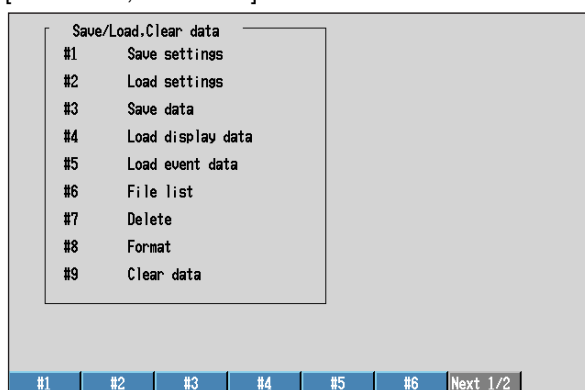 Save/Load,Clear data
#1 Save settings
#2 Load settings
#3 Save data
#4 Load display data
#5 Load event data
#6 File list
#7 Delete
#8 Format
#9 Clear data
#1 #2 #3 #4 #5 #6 Next 1/2